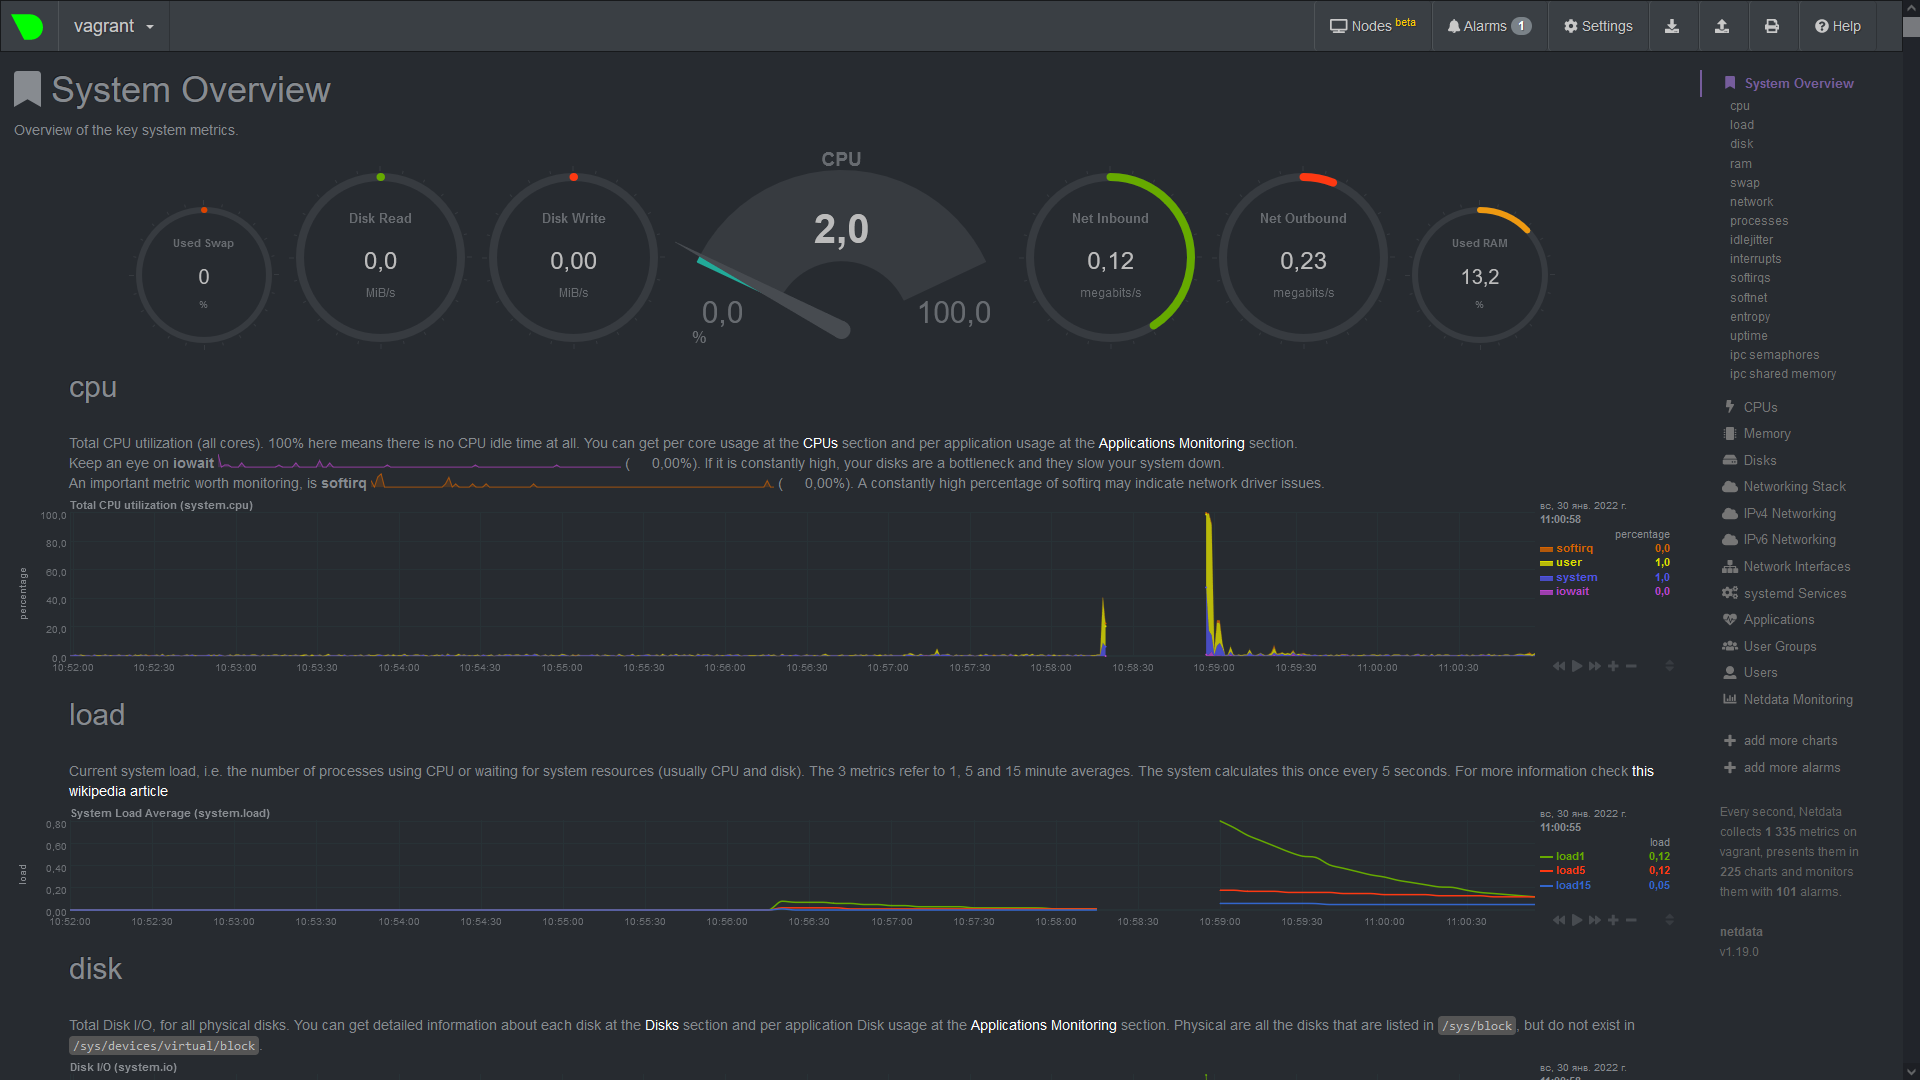 vagrant
Nodes beta
Alarms 1
Settings
Help
System Overview
Overview of the key system metrics.
Used Swap
0
%
Disk Read
0,0
MiB/s
Disk Write
0,00
MiB/s
CPU
2,0
0,0
100,0
%
Net Inbound
0,12
megabits/s
Net Outbound
0,23
megabits/s
Used RAM
13,2
%
cpu
Total CPU utilization (all cores). 100% here means there is no CPU idle time at all. You can get per core usage at the CPUs section and per application usage at the Applications Monitoring section.
Keep an eye on iowait ( 0,00%). If it is constantly high, your disks are a bottleneck and they slow your system down.
An important metric worth monitoring, is softirq ( 0,00%). A constantly high percentage of softirq may indicate network driver issues.
Total CPU utilization (system.cpu)
percentage
100,0
80,0
60,0
40,0
20,0
0,0
10:52:00 10:52:30 10:53:00 10:53:30 10:54:00 10:54:30 10:55:00 10:55:30 10:56:00 10:56:30 10:57:00 10:57:30 10:58:00 10:58:30 10:59:00 10:59:30 11:00:00 11:00:30
вс, 30 янв. 2022 г.
11:00:58
percentage
softirq 0,0
user 1,0
system 1,0
iowait 0,0
load
Current system load, i.e. the number of processes using CPU or waiting for system resources (usually CPU and disk). The 3 metrics refer to 1, 5 and 15 minute averages. The system calculates this once every 5 seconds. For more information check this
wikipedia article
System Load Average (system.load)
load
0,80
0,60
0,40
0,20
0,00
10:52:00 10:52:30 10:53:00 10:53:30 10:54:00 10:54:30 10:55:00 10:55:30 10:56:00 10:56:30 10:57:00 10:57:30 10:58:00 10:58:30 10:59:00 10:59:30 11:00:00 11:00:30
вс, 30 янв. 2022 г.
11:00:55
load
load1 0,12
load5 0,12
load15 0,05
disk
Total Disk I/O, for all physical disks. You can get detailed information about each disk at the Disks section and per application Disk usage at the Applications Monitoring section. Physical are all the disks that are listed in /sys/block, but do not exist in
/sys/devices/virtual/block.
Disk I/O (system.io)
вс, 30 янв. 2022 г.
11:00:58
System Overview
cpu
load
disk
ram
swap
network
processes
idlejitter
interrupts
softirqs
softnet
entropy
uptime
ipc semaphores
ipc shared memory
CPUs
Memory
Disks
Networking Stack
IPv4 Networking
IPv6 Networking
Network Interfaces
systemd Services
Applications
User Groups
Users
Netdata Monitoring
add more charts
add more alarms
Every second, Netdata
collects 1 335 metrics on
vagrant, presents them in
225 charts and monitors
them with 101 alarms.
netdata
v1.19.0